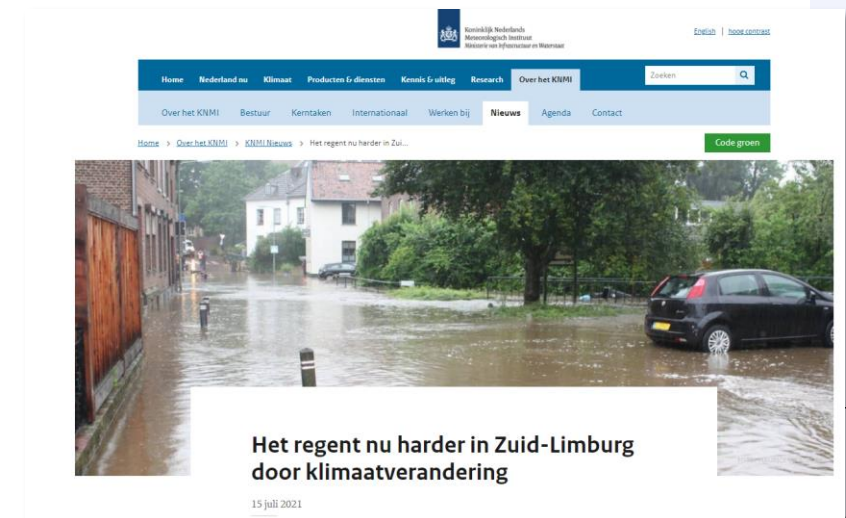 Koninklijk Nederlands
Meteorologisch Instituut
Ministerie van Infrastructuur en Waterstaat
English | hoog contrast
Home Nederland nu Klimaat Producten & diensten Kennis & uitleg Research Over het KNMI
Zoeken
Over het KNMI Bestuur Kerntaken Internationaal Werken bij Nieuws Agenda Contact
Home > Over het KNMI > KNMI Nieuws > Het regent nu harder in Zui...
Code groen
Het regent nu harder in Zuid-Limburg
door klimaatverandering
15 juli 2021